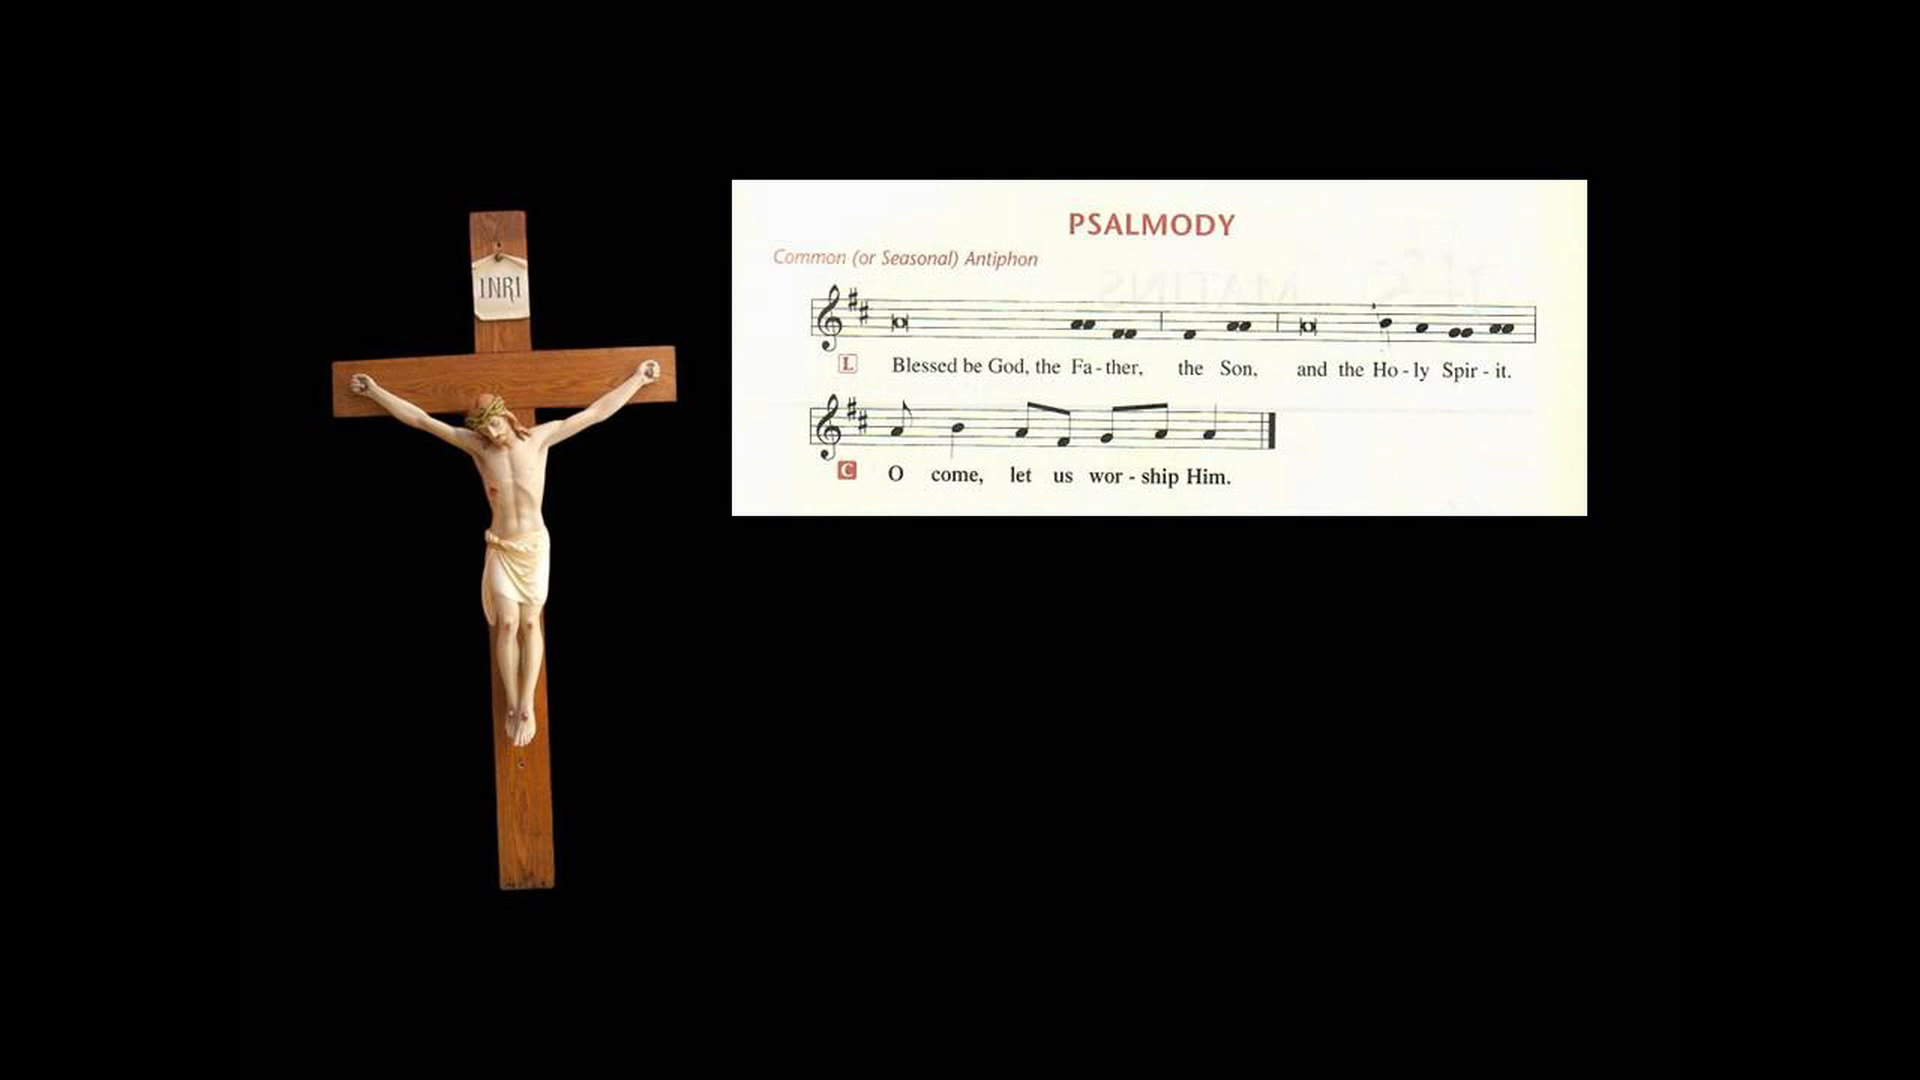 INRI
PSALMODY
Common (or Seasonal) Antiphon
L Blessed be God, the Fa - ther, the Son, and the Ho - ly Spir - it.
C O come, let us wor - ship Him.